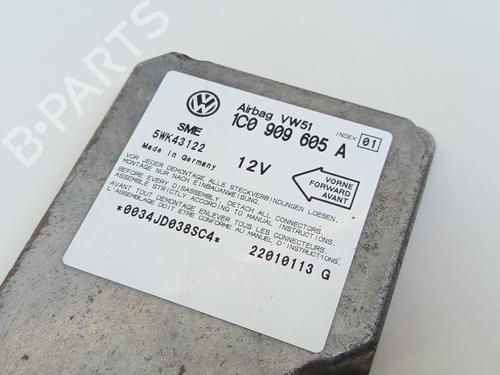 Airbag VW51
1C0 909 605 A
INDEX 01
SME
5WK43122
Made in Germany
12V
VORNE
FORWARD
AVANT
VOR JEDER DEMONTAGE ALLE STECKVERBINDUNGEN LOESEN.
MONTAGE NUR NACH EINBAUANWEISUNG.
BEFORE EVERY DISASSEMBLY, DETACH ALL CONNECTORS.
ASSEMBLE STRICTLY ACCORDING TO MANUAL INSTRUCTIONS.
AVANT TOUT DEMONTAGE ENLEVER TOUS LES CONNECTEURS.
L'ASSEMBLAGE DOIT ETRE CONFORME AU MANUEL D'INSTRUCTIONS.
*0034JD038SC4*
22010113 G
B-PARTS